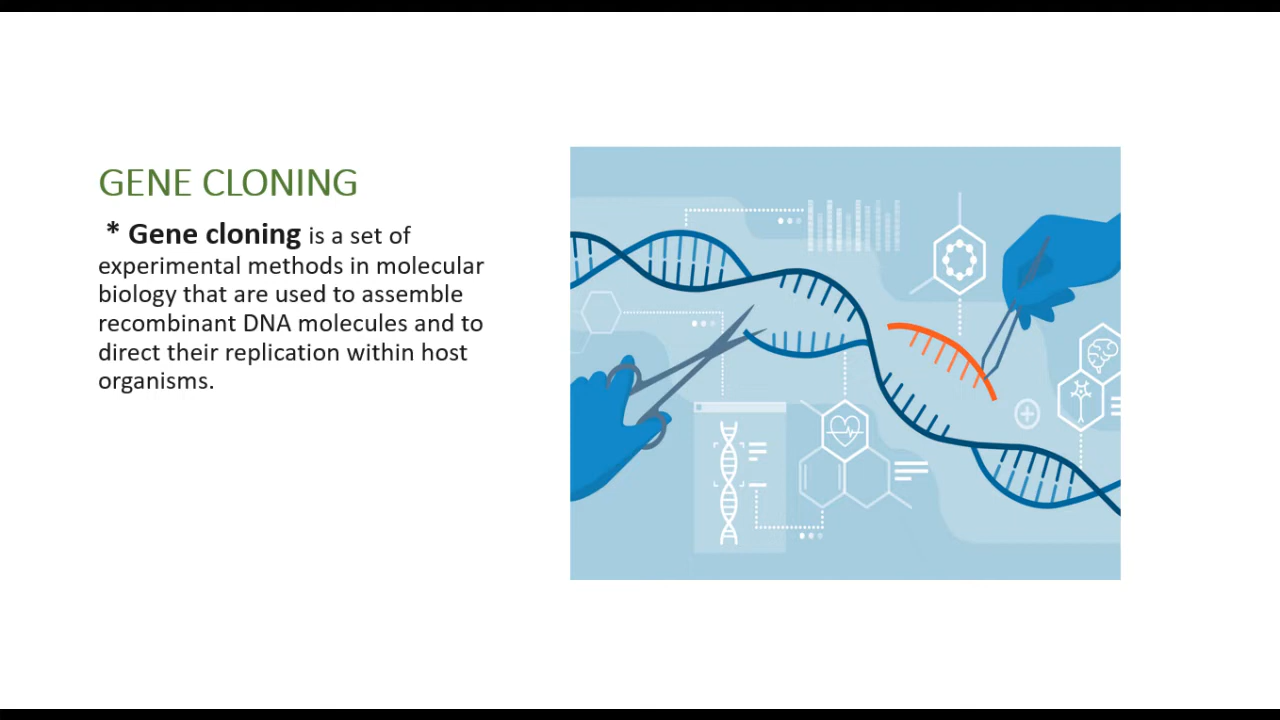 GENE CLONING
* Gene cloning is a set of
experimental methods in molecular
biology that are used to assemble
recombinant DNA molecules and to
direct their replication within host
organisms.